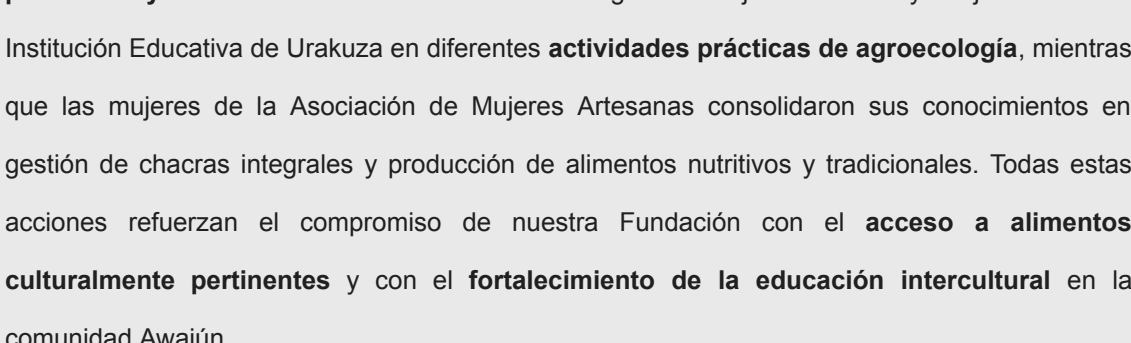 Institución Educativa de Urakuza en diferentes actividades prácticas de agroecología, mientras
que las mujeres de la Asociación de Mujeres Artesanas consolidaron sus conocimientos en
gestión de chacras integrales y producción de alimentos nutritivos y tradicionales. Todas estas
acciones refuerzan el compromiso de nuestra Fundación con el acceso a alimentos
culturalmente pertinentes y con el fortalecimiento de la educación intercultural en la
comunidad Awajún